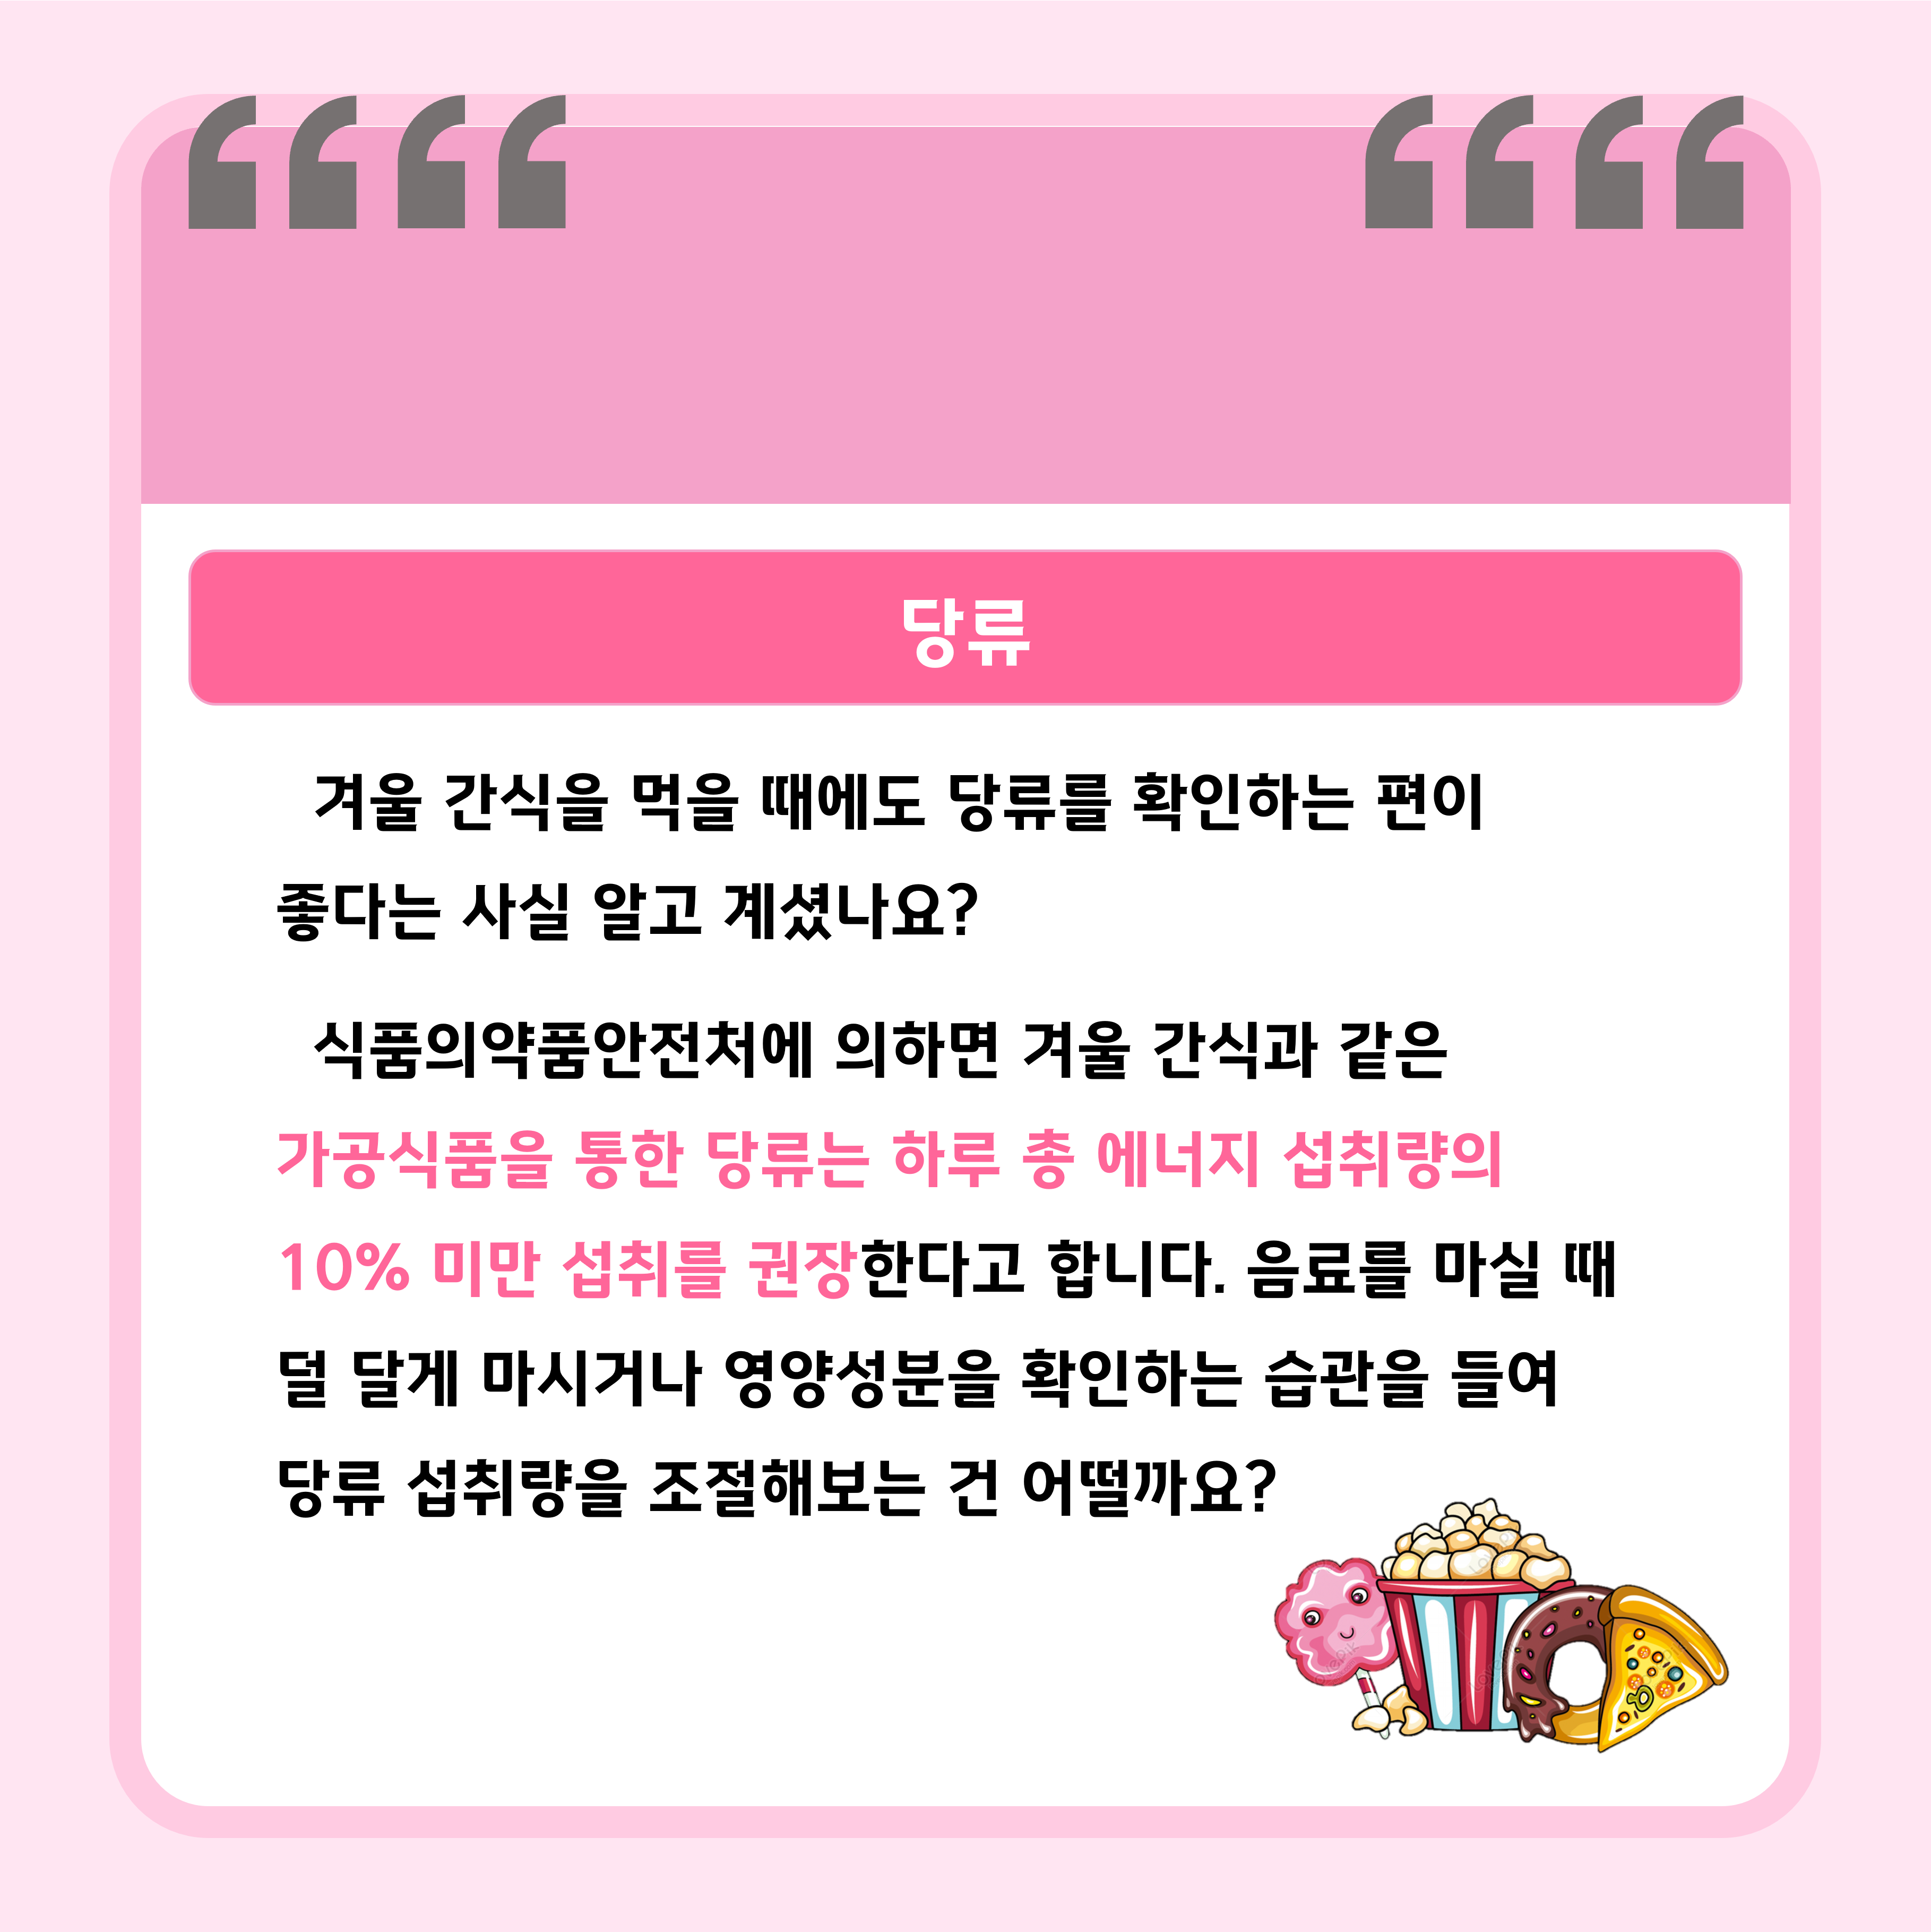 당류
겨울 간식을 먹을 때에도 당류를 확인하는 편이
좋다는 사실 알고 계셨나요?
식품의약품안전처에 의하면 겨울 간식과 같은
가공식품을 통한 당류는 하루 총 에너지 섭취량의
10% 미만 섭취를 권장한다고 합니다. 음료를 마실 때
덜 달게 마시거나 영양성분을 확인하는 습관을 들여
당류 섭취량을 조절해보는 건 어떨까요?